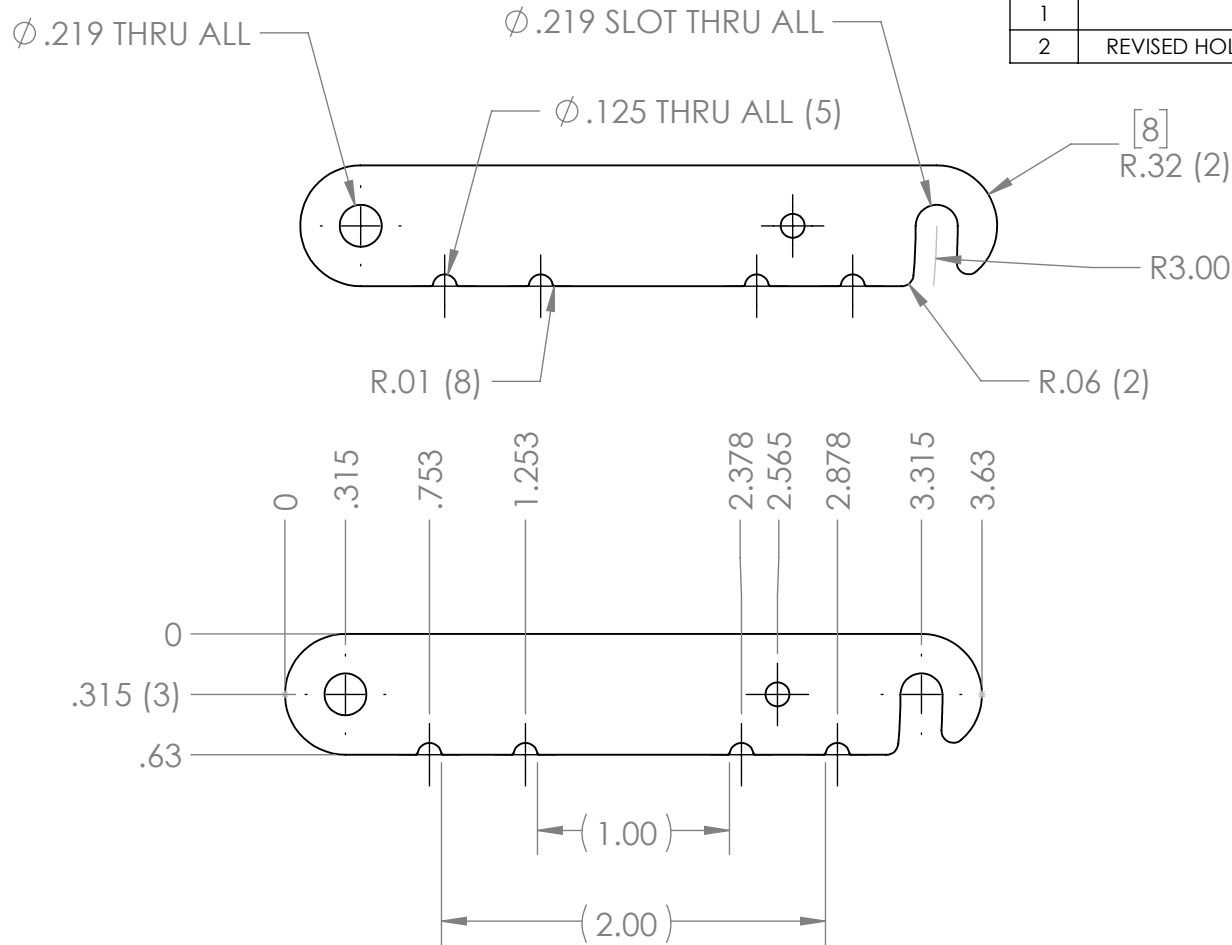 1
2 REVISED HOL
⌀.219 THRU ALL
⌀.219 SLOT THRU ALL
⌀.125 THRU ALL (5)
[8]
R.32 (2)
R3.00
R.01 (8)
R.06 (2)
0
.315
.753
1.253
2.378
2.565
2.878
3.315
3.63
0
.315 (3)
.63
(1.00)
(2.00)